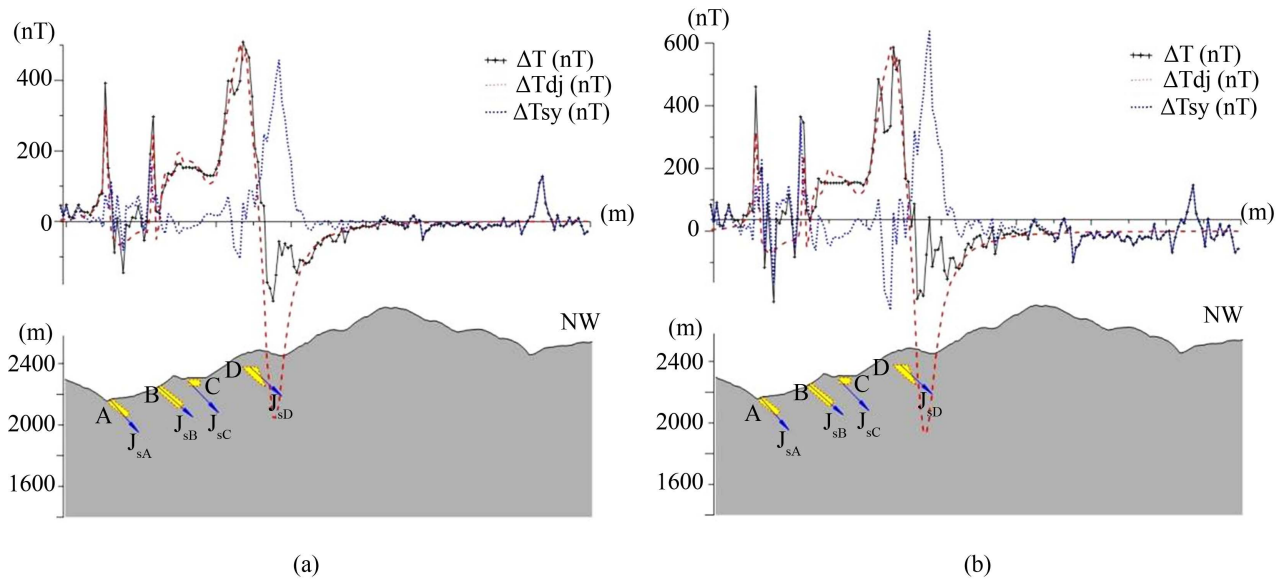 (nT)
400
200
0
ΔT (nT)
ΔTdj (nT)
ΔTsy (nT)
(m)
(m)
2400
2000
1600
NW
A
B
C
D
JsA
JsB
JsC
JsD
(a)
(nT)
600
400
200
0
ΔT (nT)
ΔTdj (nT)
ΔTsy (nT)
(m)
(m)
2400
2000
1600
NW
A
B
C
D
JsA
JsB
JsC
JsD
(b)